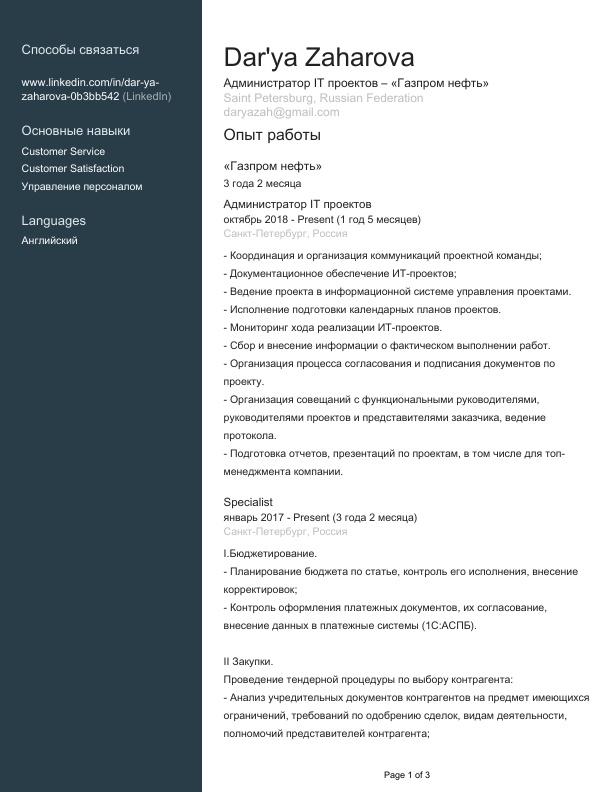 Способы связаться
www.linkedin.com/in/dar-ya-
zaharova-0b3bb542 (LinkedIn)
Основные навыки
Customer Service
Customer Satisfaction
Управление персоналом
Languages
Английский
Dar'ya Zaharova
Администратор IT проектов – «Газпром нефть»
Saint Petersburg, Russian Federation
daryazah@gmail.com
Опыт работы
«Газпром нефть»
3 года 2 месяца
Администратор IT проектов
октябрь 2018 - Present (1 год 5 месяцев)
Санкт-Петербург, Россия
- Координация и организация коммуникаций проектной команды;
- Документационное обеспечение ИТ-проектов;
- Ведение проекта в информационной системе управления проектами.
- Исполнение подготовки календарных планов проектов.
- Мониторинг хода реализации ИТ-проектов.
- Сбор и внесение информации о фактическом выполнении работ.
- Организация процесса согласования и подписания документов по
проекту.
- Организация совещаний с функциональными руководителями,
руководителями проектов и представителями заказчика, ведение
протокола.
- Подготовка отчетов, презентаций по проектам, в том числе для топ-
менеджмента компании.
Specialist
январь 2017 - Present (3 года 2 месяца)
Санкт-Петербург, Россия
I.Бюджетирование.
- Планирование бюджета по статье, контроль его исполнения, внесение
корректировок;
- Контроль оформления платежных документов, их согласование,
внесение данных в платежные системы (1С:АСПБ).
II Закупки.
Проведение тендерной процедуры по выбору контрагента:
- Анализ учредительных документов контрагентов на предмет имеющихся
ограничений, требований по одобрению сделок, видам деятельности,
полномочий представителей контрагента;
Page 1 of 3